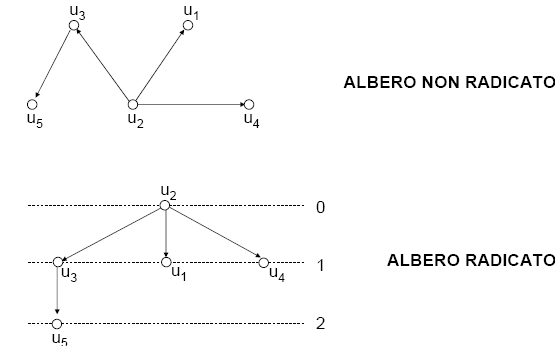 u3 u1
ALBERO NON RADICATO
u5 u2 u4
u2
0
u3 u1 u4 1
ALBERO RADICATO
2
u5